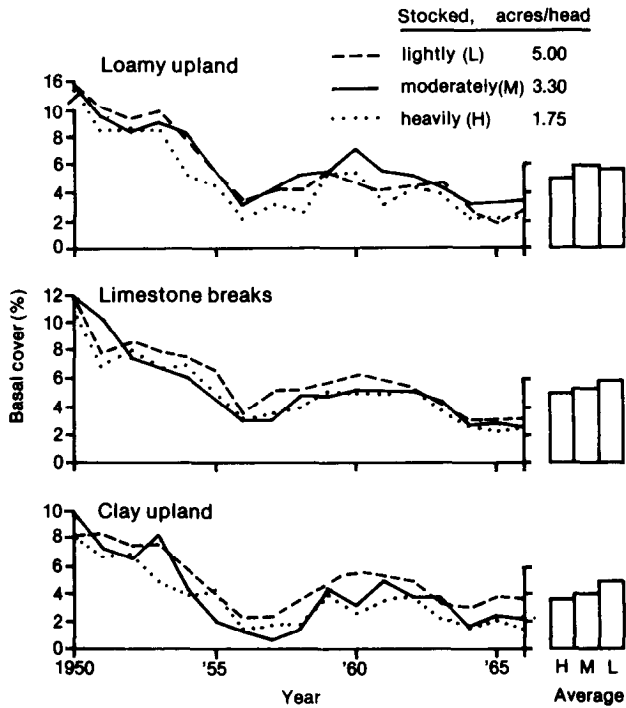 Stocked, acres/head
lightly (L) 5.00
moderately(M) 3.30
heavily (H) 1.75
Loamy upland
16
10
8
6
4
2
0
Limestone breaks
12
10
8
6
4
2
0
Basal cover (%)
Clay upland
10
8
6
4
2
0
1950 '55 '60 '65
Year
H M L
Average